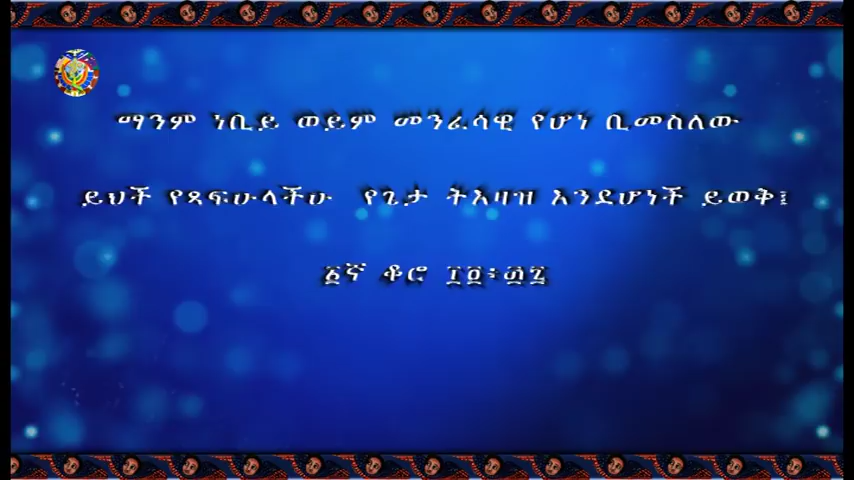 ማንም ነቢይ ወይም መንፈሳዊ የሆነ ቢመስለው
ይህች የጻፍሁላችሁ የጌታ ትእዛዝ እንደሆነች ይወቅ፤
፩ኛ ቆሮ ፲፬፥፴፯